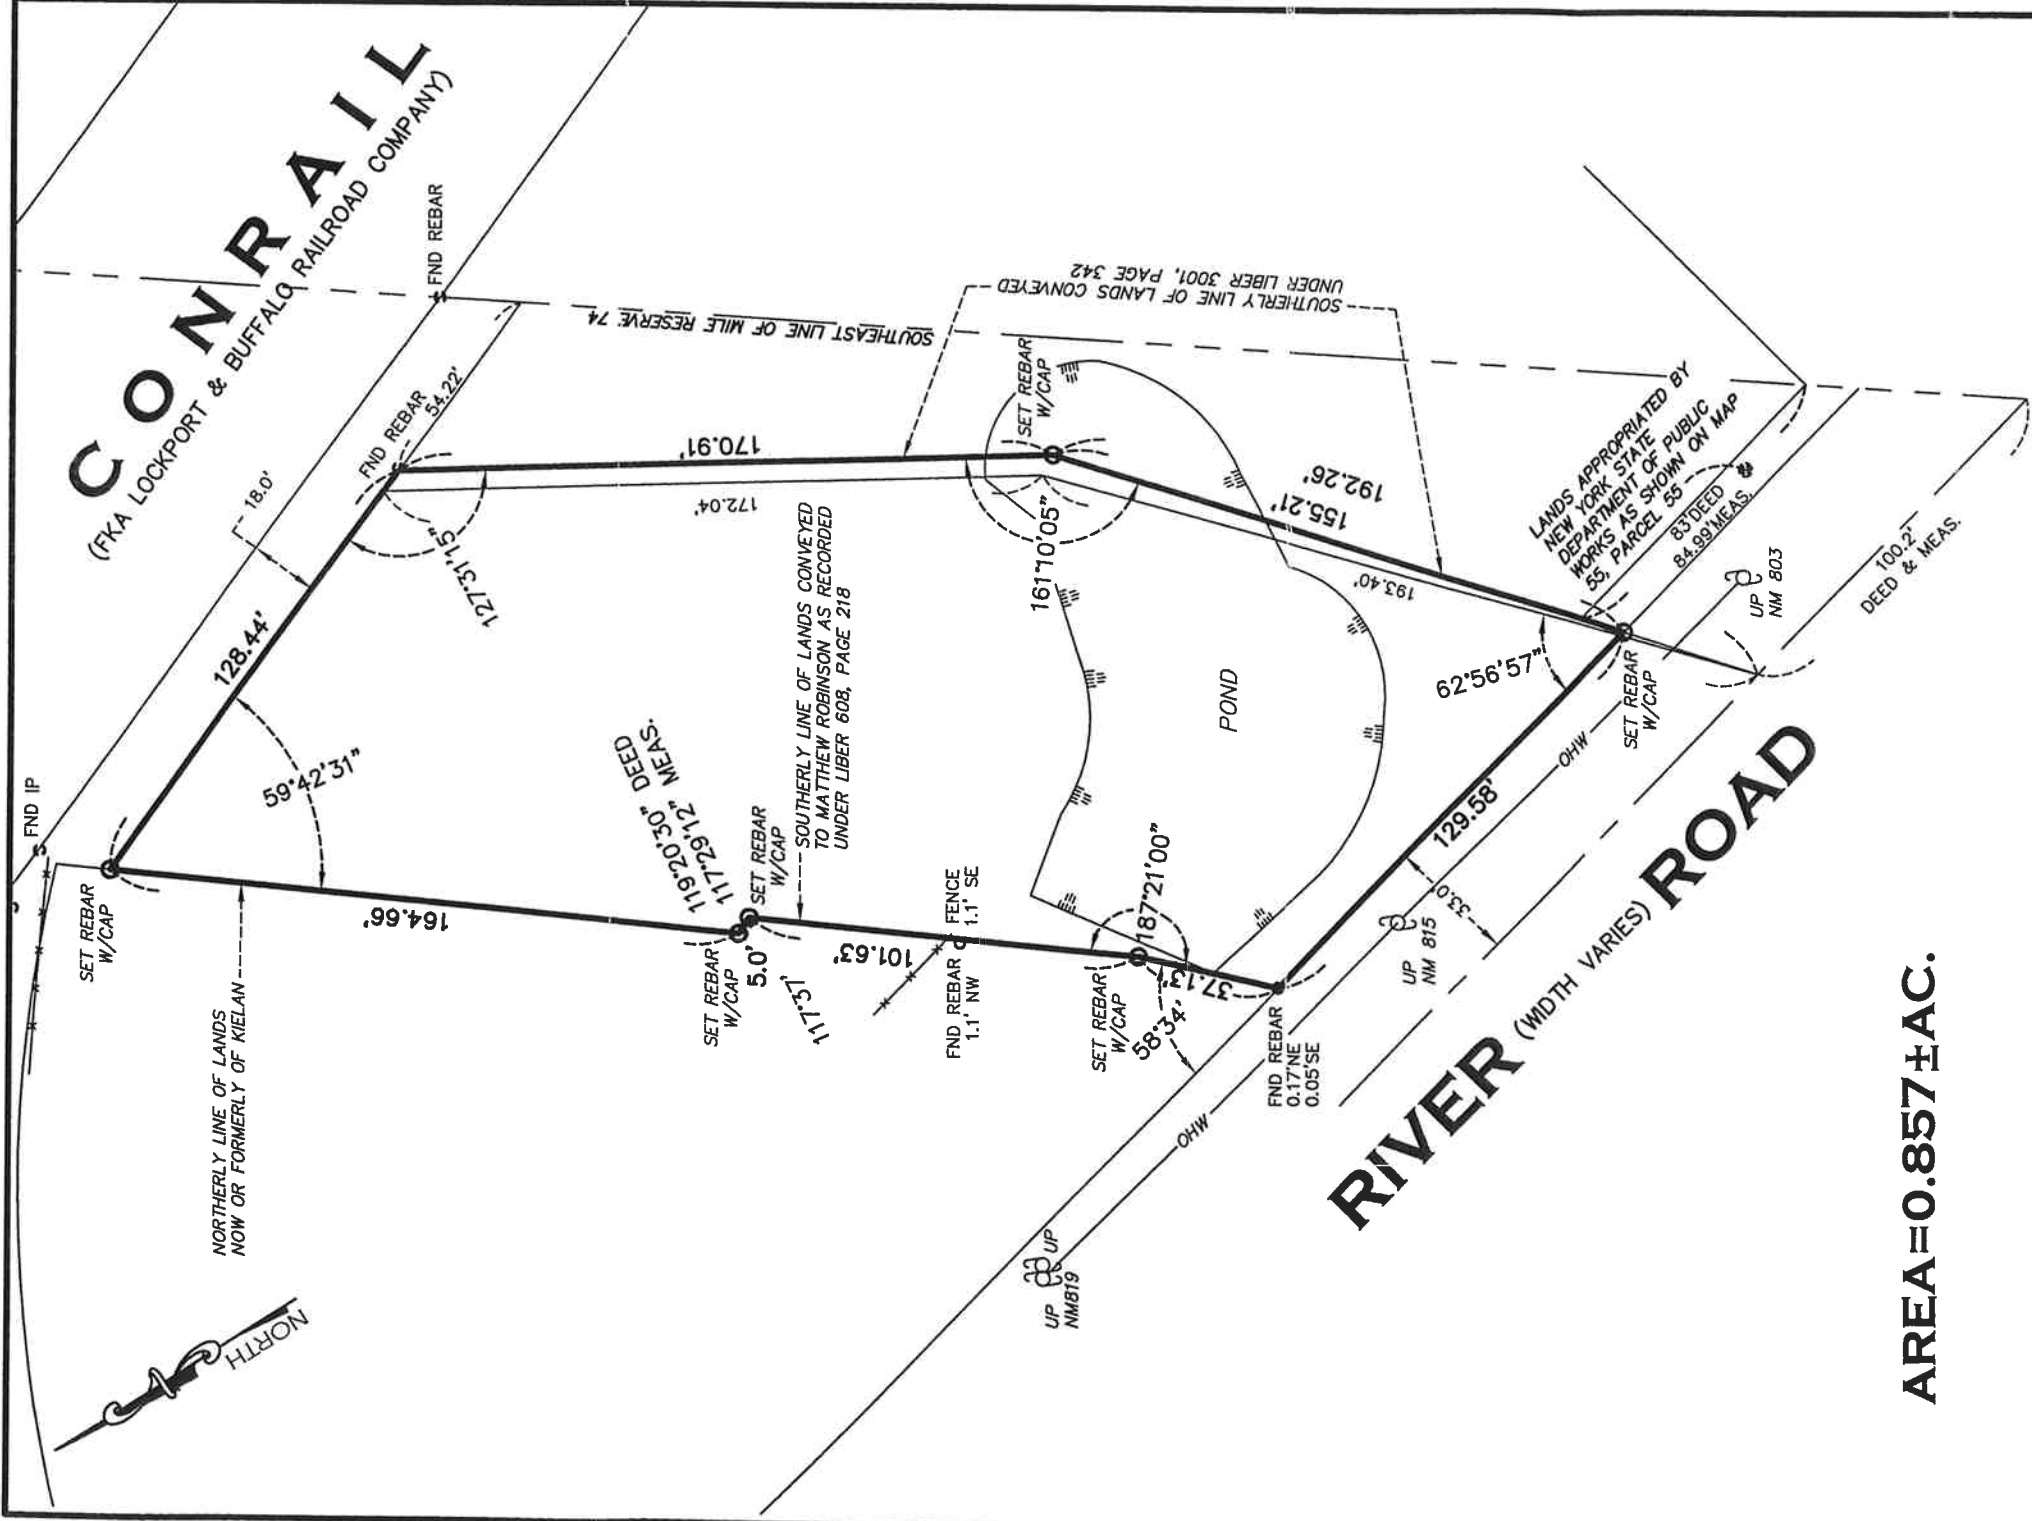 CONRAIL
(FKA LOCKPORT & BUFFALO RAILROAD COMPANY)
FND REBAR
FND REBAR
54.22'
18.0'
128.44'
127°31'15"
59°42'31"
FND IP
SET REBAR
W/CAP
164.66'
NORTHERLY LINE OF LANDS
NOW OR FORMERLY OF KIELAN
NORTH
170.91'
172.04'
SOUTHEAST LINE OF MILE RESERVE 74
SOUTHERLY LINE OF LANDS CONVEYED
UNDER LIBER 3001, PAGE 342
SET REBAR
W/CAP
161°10'05"
192.26'
155.21'
193.40'
119°20'30" DEED
117°29'12" MEAS.
SET REBAR
W/CAP
SET REBAR
W/CAP
5.0'
117°37'
SOUTHERLY LINE OF LANDS CONVEYED
TO MATTHEW ROBINSON AS RECORDED
UNDER LIBER 608, PAGE 218
101.63'
FND REBAR
1.1' NW
FENCE
1.1' SE
SET REBAR
W/CAP
187°21'00"
37.13'
58°34'
FND REBAR
0.17'NE
0.05'SE
POND
129.58'
62°56'57"
SET REBAR
W/CAP
LANDS APPROPRIATED BY
NEW YORK STATE
DEPARTMENT OF PUBLIC
WORKS AS SHOWN ON MAP
55, PARCEL 55
83'DEED
84.99'MEAS.
100.2'
DEED & MEAS.
UP
NM 803
OHW
33.0'
UP
NM 815
OHW
UP
UP
NM819
RIVER (WIDTH VARIES) ROAD
AREA=0.857±AC.